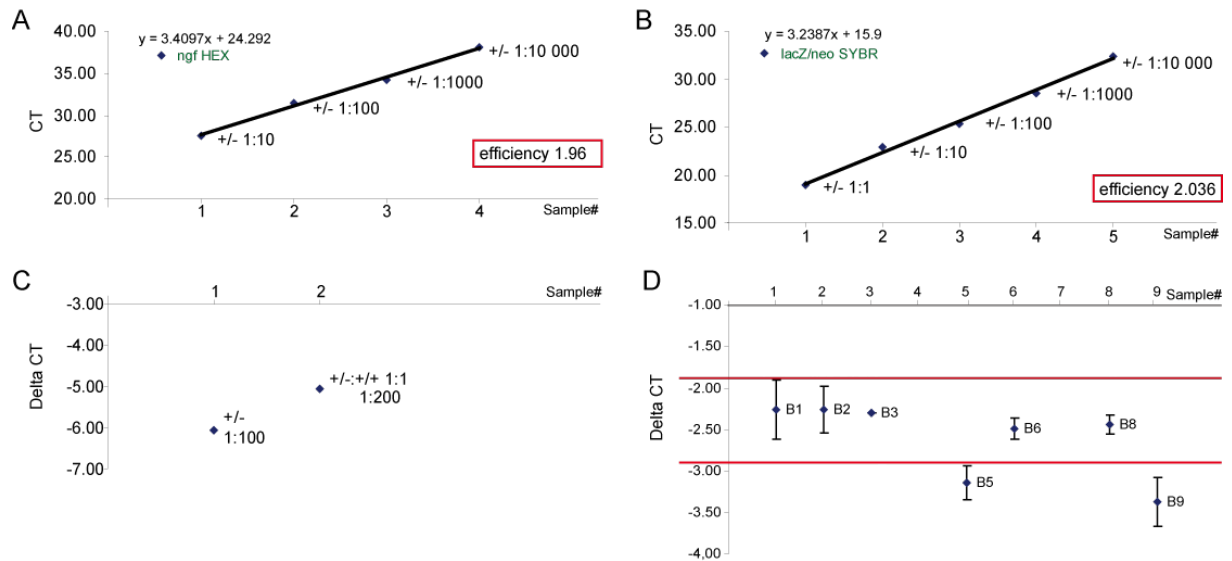 A
y = 3.4097x + 24.292
ngf HEX
40.00
35.00
30.00
25.00
20.00
CT
+/- 1:10
+/- 1:100
+/- 1:1000
+/- 1:10 000
efficiency 1.96
1 2 3 4 Sample#
B
y = 3.2387x + 15.9
lacZ/neo SYBR
35.00
30.00
25.00
20.00
15.00
CT
+/- 1:1
+/- 1:10
+/- 1:100
+/- 1:1000
+/- 1:10 000
efficiency 2.036
1 2 3 4 5 Sample#
C
1 2 Sample#
-3.00
-4.00
-5.00
-6.00
-7.00
Delta CT
+/-
1:100
+/-:+/+ 1:1
1:200
D
1 2 3 4 5 6 7 8 9 Sample#
-1.00
-1.50
-2.00
-2.50
-3.00
-3.50
-4,00
Delta CT
B1
B2
B3
B5
B6
B8
B9